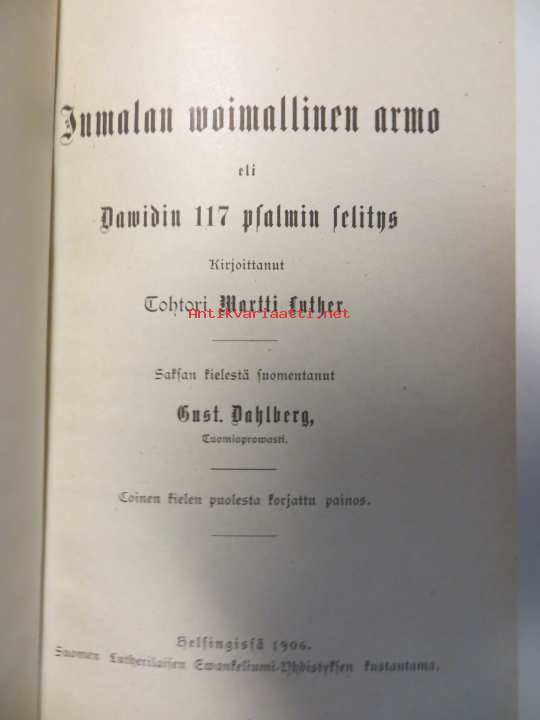 Jumalan woimallinen armo
eli
Dawidin 117 psalmin selitys
Kirjoittanut
Tohtori Martti Luther.
Antikvariaatti.net
Saksan kielestä suomentanut
Gust. Dahlberg,
Tuomioprowasti.
Toinen kielen puolesta korjattu painos.
Helsingissä 1906.
Suomen Lutherilaisen Ewankeliumi-Yhdistyksen kustantama.